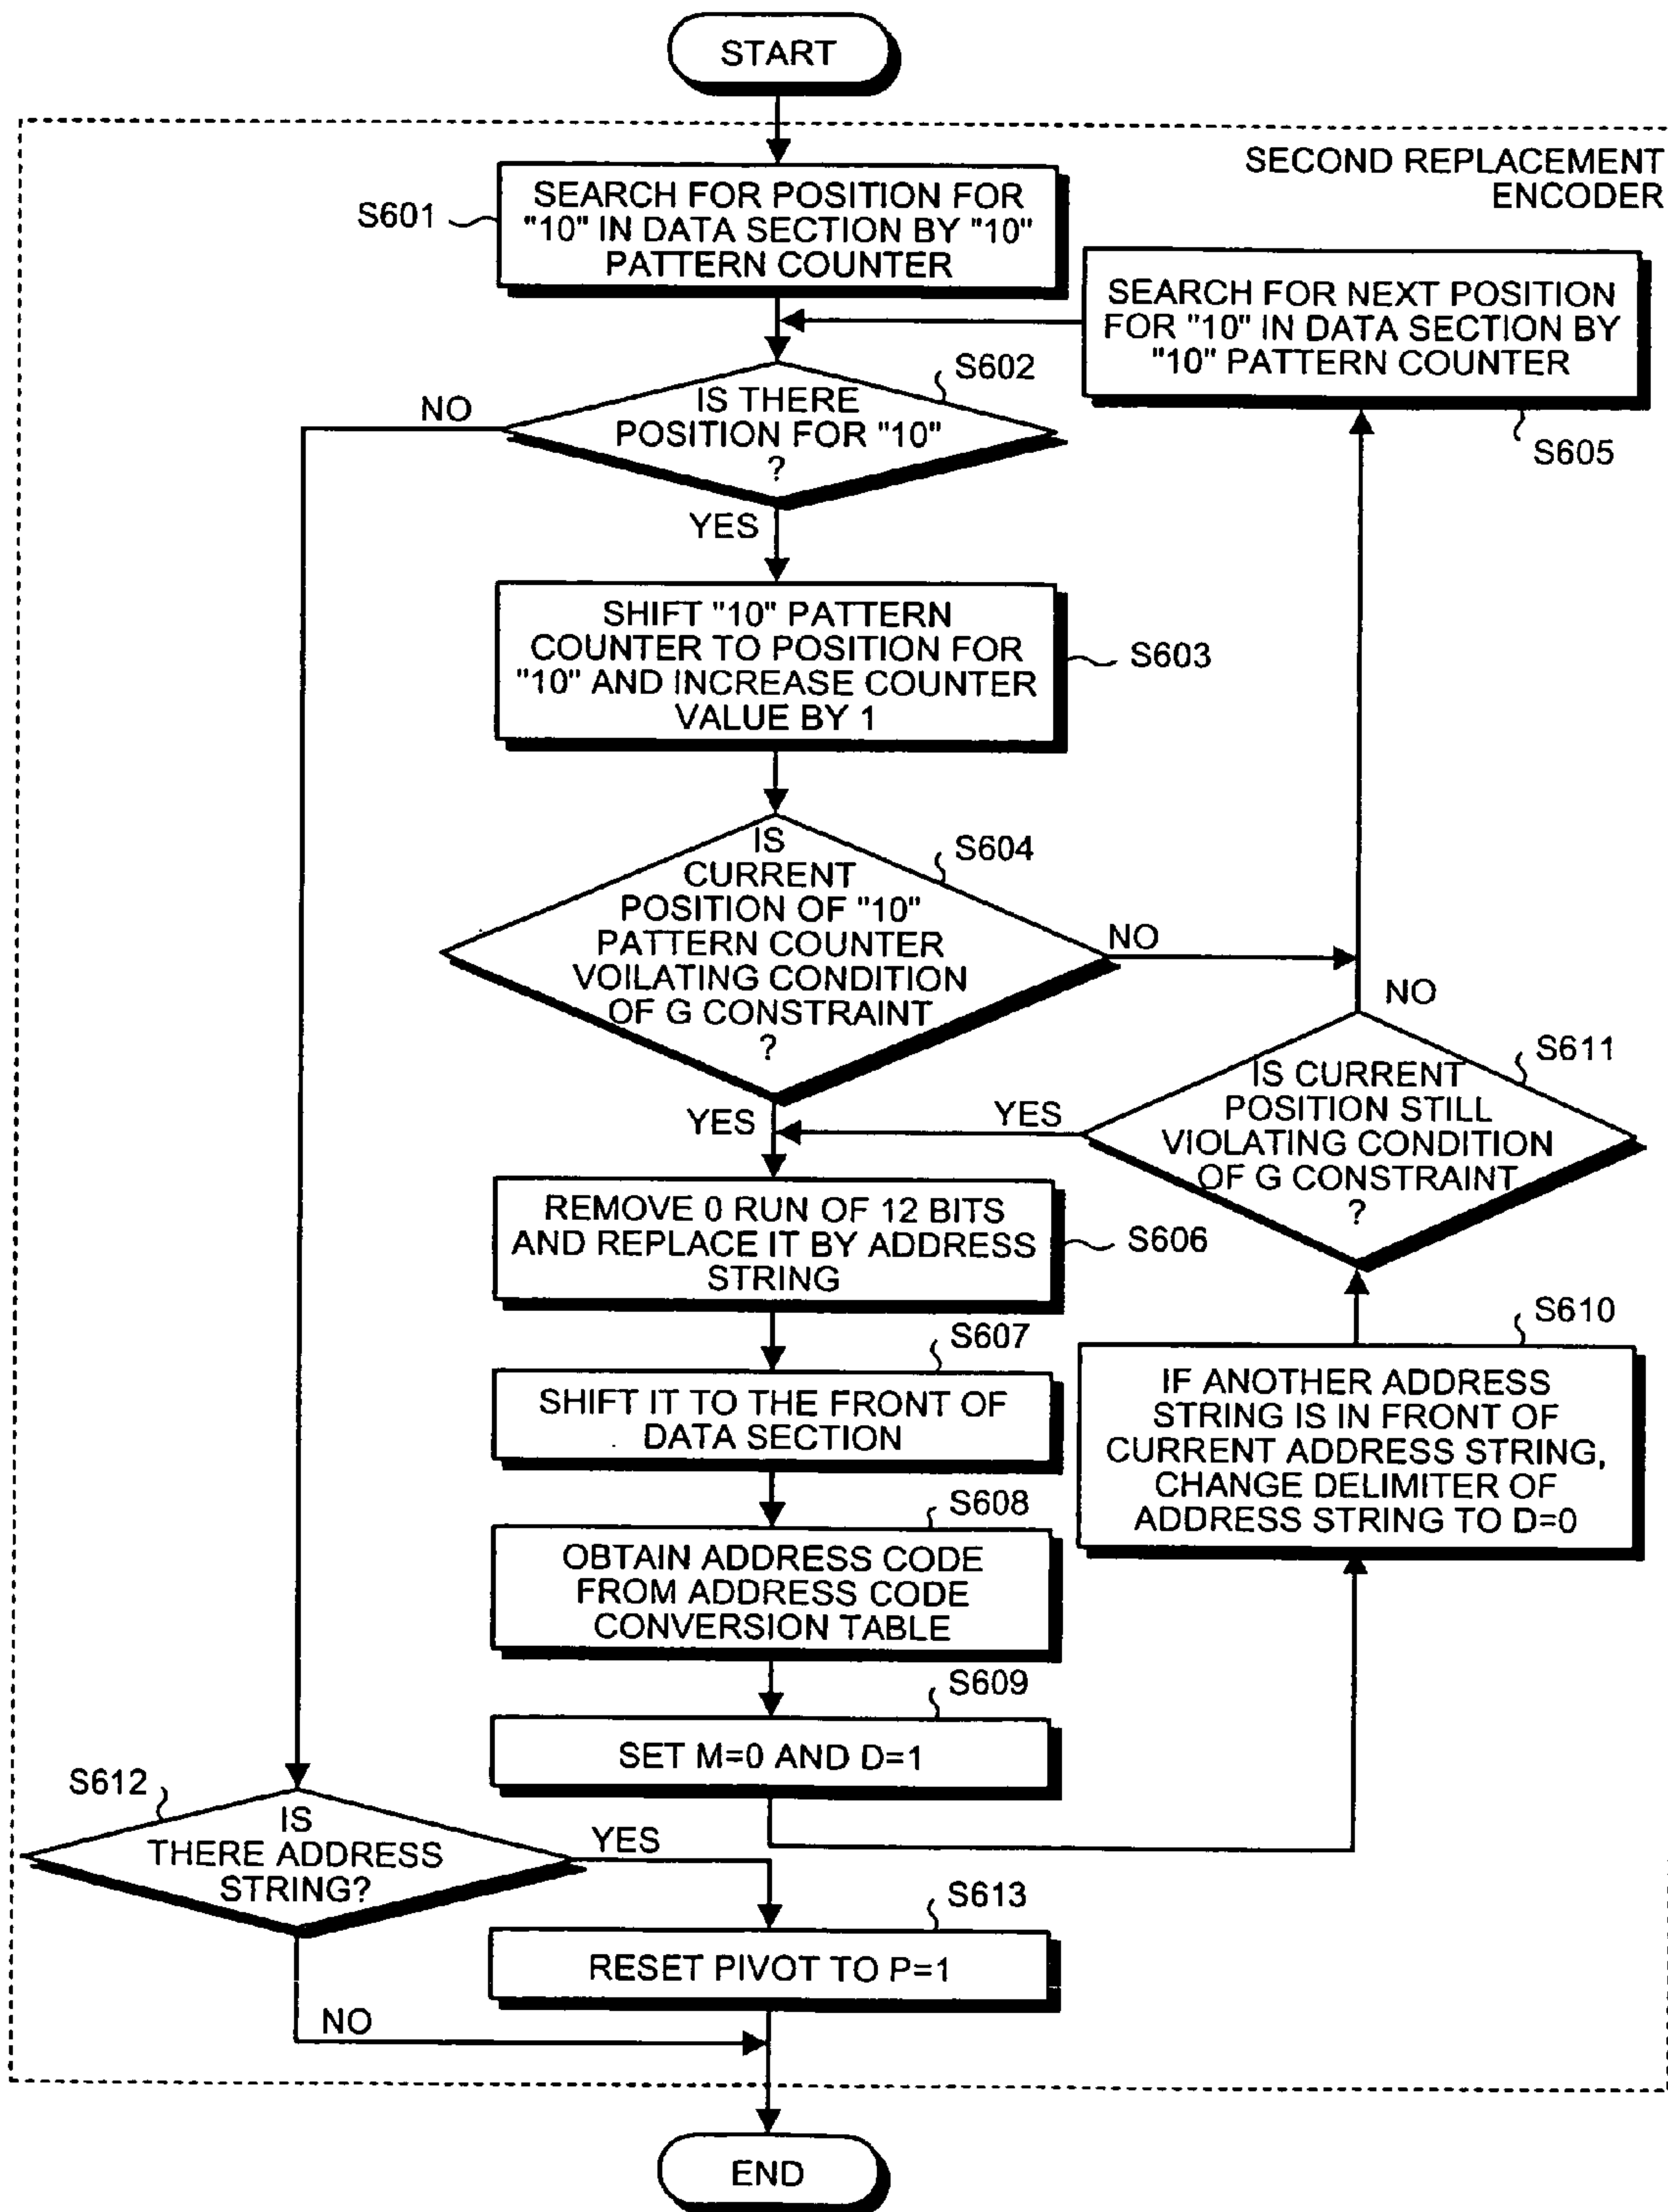 START
SECOND REPLACEMENT
ENCODER
S601
SEARCH FOR POSITION FOR
"10" IN DATA SECTION BY "10"
PATTERN COUNTER
SEARCH FOR NEXT POSITION
FOR "10" IN DATA SECTION BY
"10" PATTERN COUNTER
S605
S602
IS THERE
POSITION FOR "10"
?
NO
YES
SHIFT "10" PATTERN
COUNTER TO POSITION FOR
"10" AND INCREASE COUNTER
VALUE BY 1
S603
S604
IS
CURRENT
POSITION OF "10"
PATTERN COUNTER
VOILATING CONDITION
OF G CONSTRAINT
?
NO
YES
NO
S611
IS CURRENT
POSITION STILL
VIOLATING CONDITION
OF G CONSTRAINT
?
YES
REMOVE 0 RUN OF 12 BITS
AND REPLACE IT BY ADDRESS
STRING
S606
S607
SHIFT IT TO THE FRONT OF
DATA SECTION
S610
IF ANOTHER ADDRESS
STRING IS IN FRONT OF
CURRENT ADDRESS STRING,
CHANGE DELIMITER OF
ADDRESS STRING TO D=0
S608
OBTAIN ADDRESS CODE
FROM ADDRESS CODE
CONVERSION TABLE
S609
SET M=0 AND D=1
S612
IS
THERE ADDRESS
STRING?
YES
NO
S613
RESET PIVOT TO P=1
END